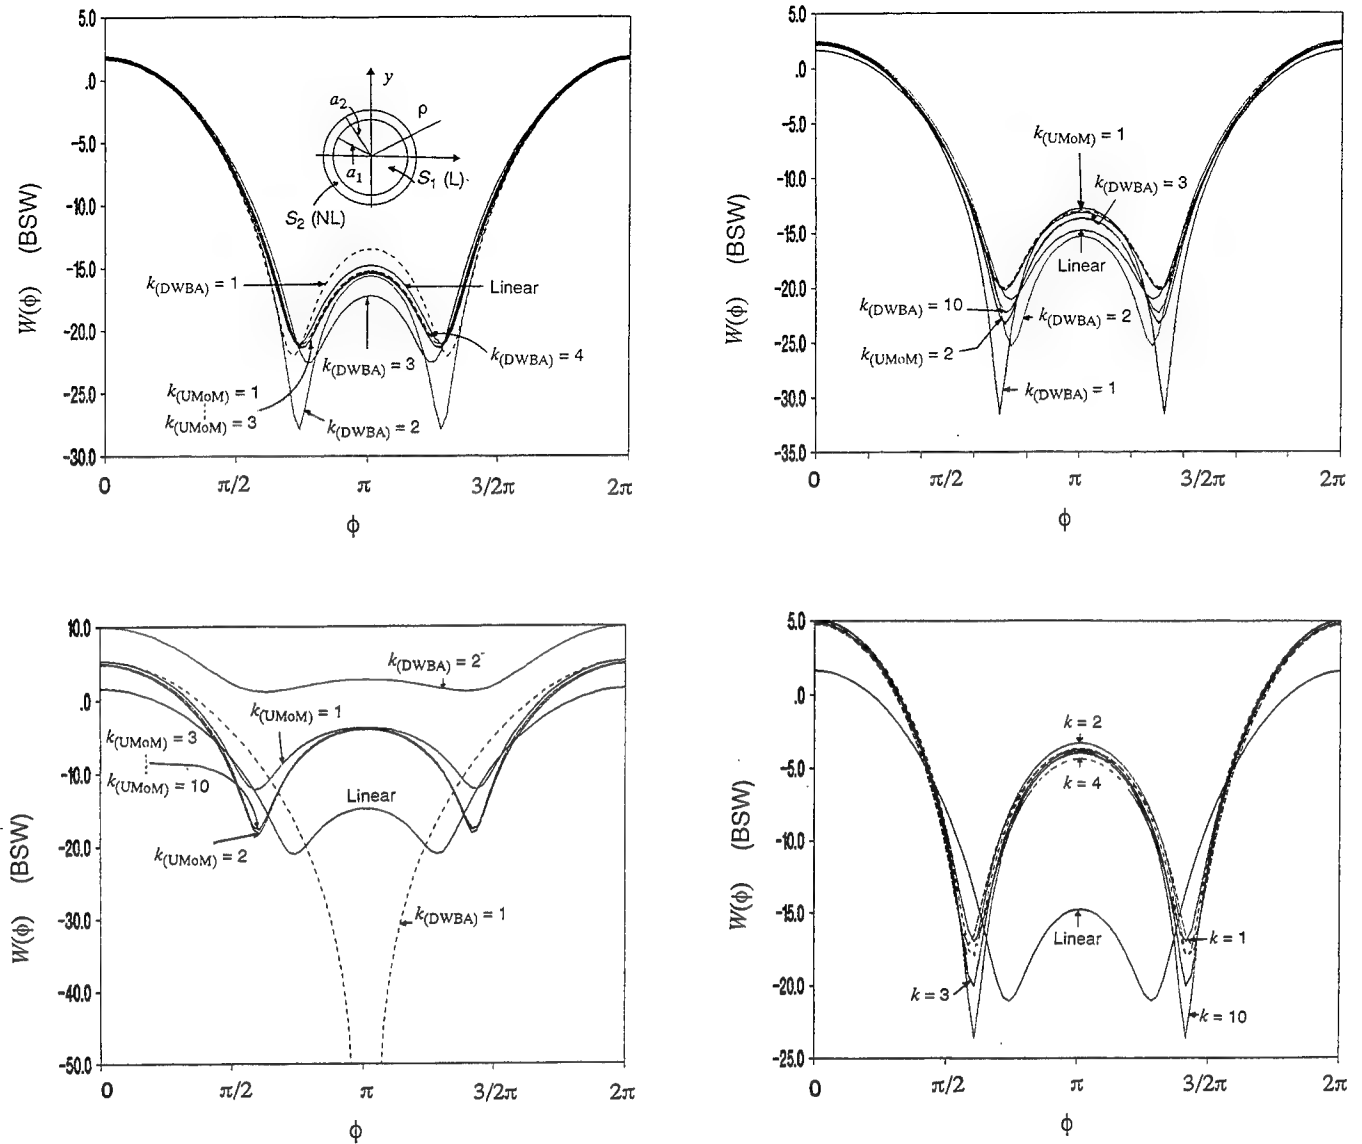 5.0
.0
-5.0
-10.0
-15.0
-20.0
-25.0
-30.0
W(ϕ) (BSW)
y
a₂
ρ
a₁
S₁ (L)
S₂ (NL)
k(DWBA) = 1
Linear
k(DWBA) = 3
k(DWBA) = 4
k(UMoM) = 1
k(UMoM) = 3
k(DWBA) = 2
0
π/2
π
3/2π
2π
ϕ
5.0
.0
-5.0
-10.0
-15.0
-20.0
-25.0
-30.0
-35.0
W(ϕ) (BSW)
k(UMoM) = 1
k(DWBA) = 3
Linear
k(DWBA) = 10
k(DWBA) = 2
k(UMoM) = 2
k(DWBA) = 1
0
π/2
π
3/2π
2π
ϕ
10.0
.0
-10.0
-20.0
-30.0
-40.0
-50.0
W(ϕ) (BSW)
k(DWBA) = 2
k(UMoM) = 1
k(UMoM) = 3
k(UMoM) = 10
Linear
k(UMoM) = 2
k(DWBA) = 1
0
π/2
π
3/2π
2π
ϕ
5.0
.0
-5.0
-10.0
-15.0
-20.0
-25.0
W(ϕ) (BSW)
k = 2
k = 4
Linear
k = 1
k = 3
k = 10
0
π/2
π
3/2π
2π
ϕ